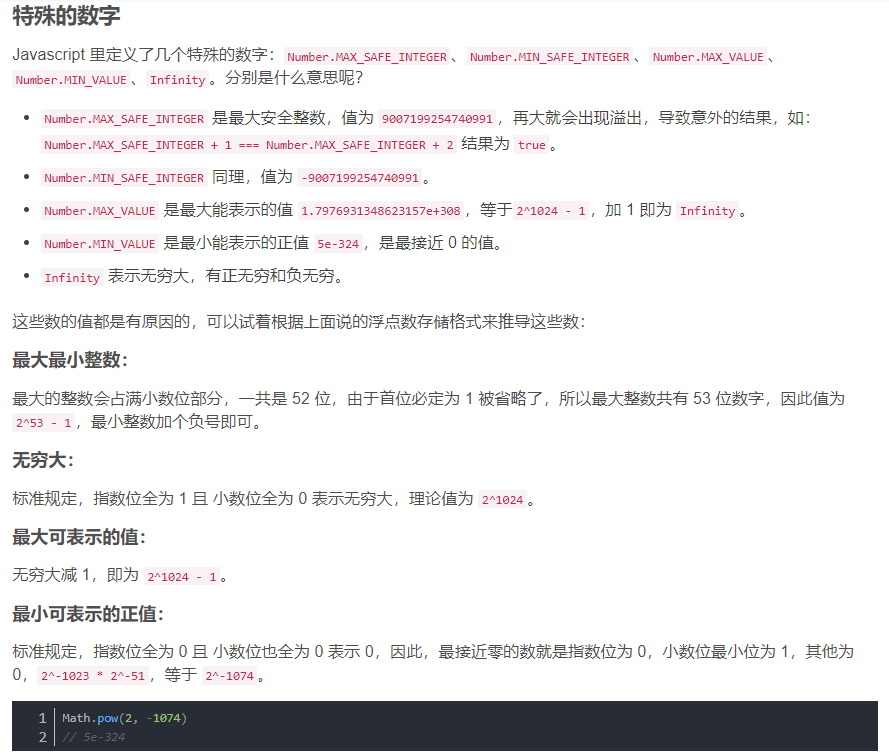 特殊的数字
Javascript 里定义了几个特殊的数字：Number.MAX_SAFE_INTEGER、Number.MIN_SAFE_INTEGER、Number.MAX_VALUE、
Number.MIN_VALUE、Infinity。分别是什么意思呢？
• Number.MAX_SAFE_INTEGER 是最大安全整数，值为 9007199254740991，再大就会出现溢出，导致意外的结果，如：
Number.MAX_SAFE_INTEGER + 1 === Number.MAX_SAFE_INTEGER + 2 结果为 true。
• Number.MIN_SAFE_INTEGER 同理，值为 -9007199254740991。
• Number.MAX_VALUE 是最大能表示的值 1.7976931348623157e+308，等于 2^1024 - 1，加 1 即为 Infinity。
• Number.MIN_VALUE 是最小能表示的正值 5e-324，是最接近 0 的值。
• Infinity 表示无穷大，有正无穷和负无穷。
这些数的值都是有原因的，可以试着根据上面说的浮点数存储格式来推导这些数：
最大最小整数：
最大的整数会占满小数位部分，一共是 52 位，由于首位必定为 1 被省略了，所以最大整数共有 53 位数字，因此值为
2^53 - 1，最小整数加个负号即可。
无穷大：
标准规定，指数位全为 1 且 小数位全为 0 表示无穷大，理论值为 2^1024。
最大可表示的值：
无穷大减 1，即为 2^1024 - 1。
最小可表示的正值：
标准规定，指数位全为 0 且 小数位也全为 0 表示 0，因此，最接近零的数就是指数位为 0，小数位最小位为 1，其他为
0，2^-1023 * 2^-51，等于 2^-1074。
1 Math.pow(2, -1074)
2 // 5e-324